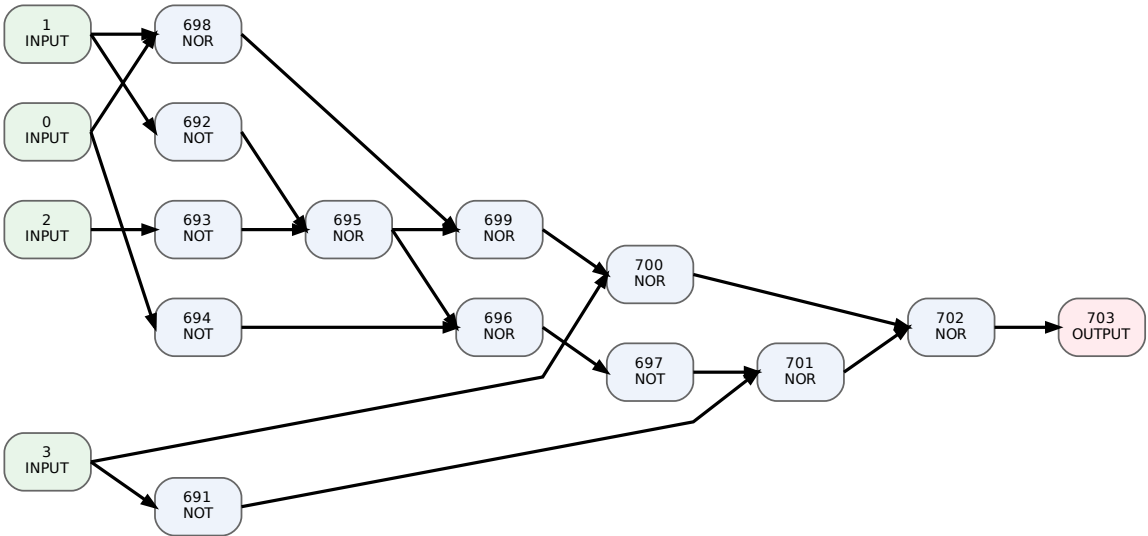 1
INPUT
698
NOR
0
INPUT
692
NOT
2
INPUT
693
NOT
695
NOR
699
NOR
700
NOR
694
NOT
696
NOR
702
NOR
703
OUTPUT
697
NOT
701
NOR
3
INPUT
691
NOT